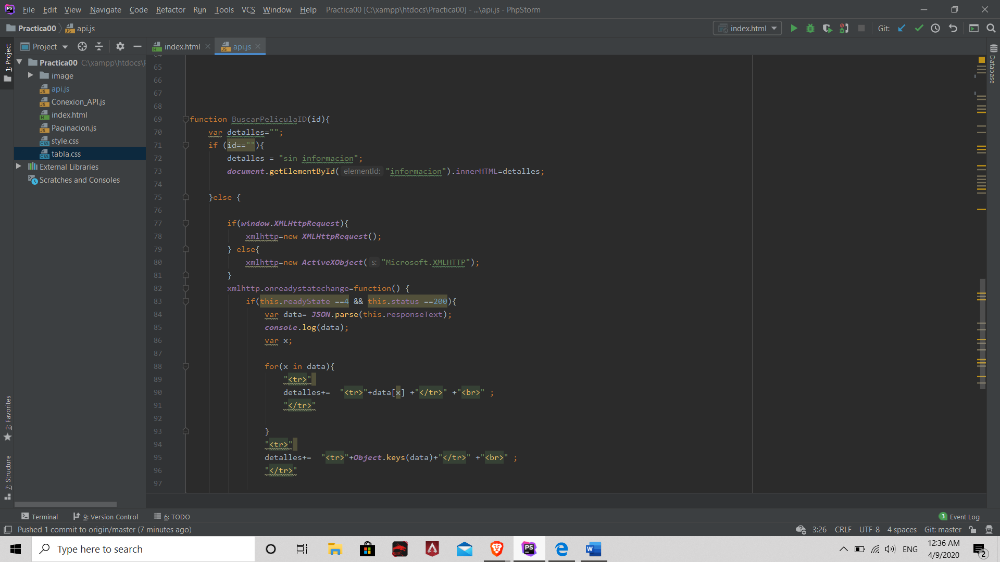 File Edit View Navigate Code Refactor Run Tools VCS Window Help Practica00 [C:\xampp\htdocs\Practica00] - ...\api.js - PhpStorm
Practica00 api.js index.html Git:
Project index.html api.js
1: Project
Database
Practica00 C:\xampp\htdocs\
image
api.js
Conexion_API.js
index.html
Paginacion.js
style.css
tabla.css
External Libraries
Scratches and Consoles
65
66
67
68
69 function BuscarPeliculaID(id){
70 var detalles="";
71 if (id==""){
72 detalles = "sin informacion";
73 document.getElementById( elementId: "informacion").innerHTML=detalles;
74
75 }else {
76
77 if(window.XMLHttpRequest){
78 xmlhttp=new XMLHttpRequest();
79 } else{
80 xmlhttp=new ActiveXObject( s: "Microsoft.XMLHTTP");
81 }
82 xmlhttp.onreadystatechange=function() {
83 if(this.readyState ==4 && this.status ==200){
84 var data= JSON.parse(this.responseText);
85 console.log(data);
86 var x;
87
88 for(x in data){
89 "<tr>"
90 detalles+= "<tr>"+data[x] +"</tr>" +"<br>" ;
91 "</tr>"
92
93 }
94 "<tr>"
95 detalles+= "<tr>"+Object.keys(data)+"</tr>" +"<br>" ;
96 "</tr>"
97
2: Favorites
7: Structure
Terminal 9: Version Control 6: TODO 3 Event Log
Pushed 1 commit to origin/master (7 minutes ago) 3:26 CRLF UTF-8 4 spaces Git: master
Type here to search ENG 12:36 AM
4/9/2020 2